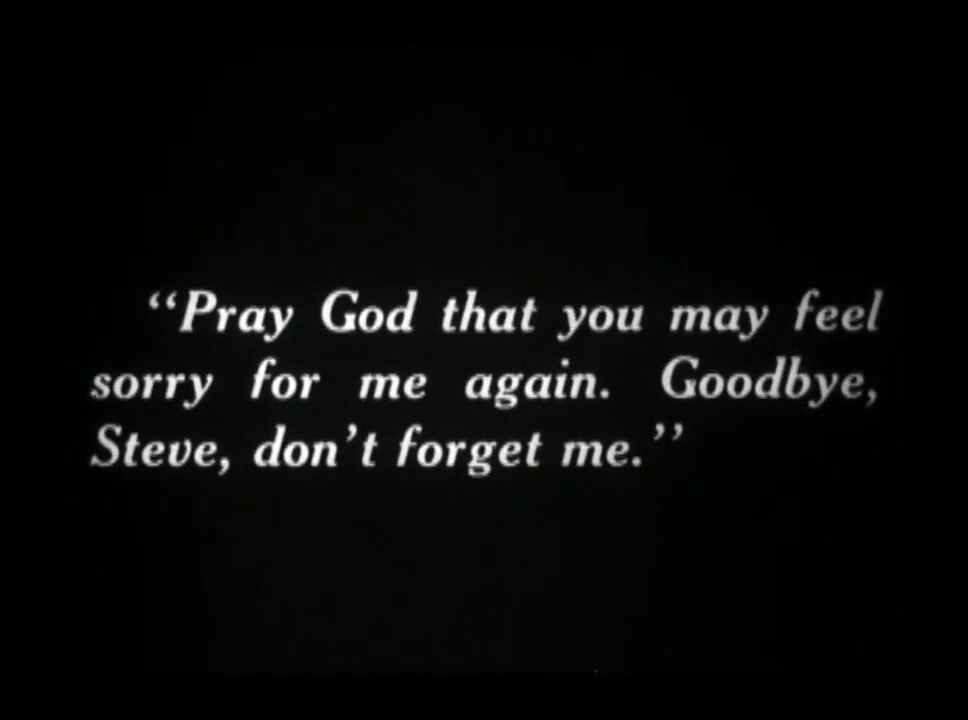 “Pray God that you may feel
sorry for me again. Goodbye,
Steve, don’t forget me.”